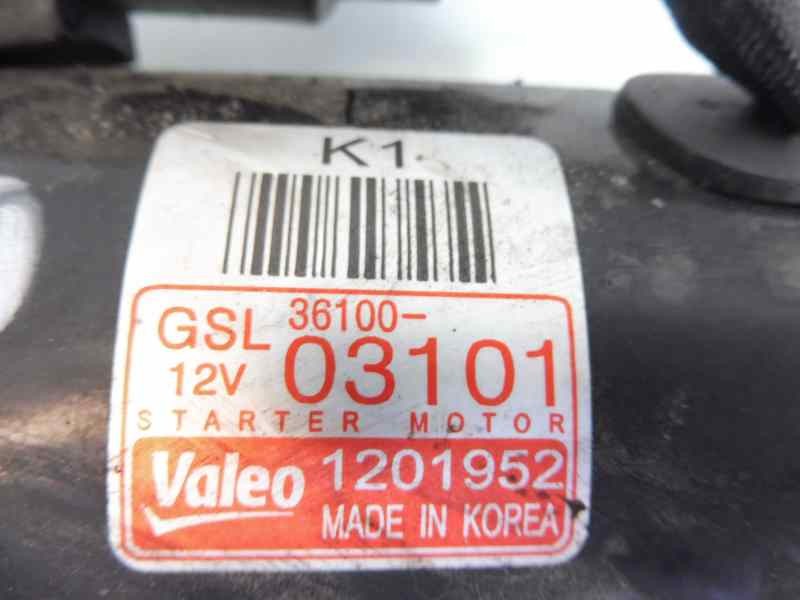 K1
GSL 36100-
12V 03101
STARTER MOTOR
Valeo 1201952
MADE IN KOREA